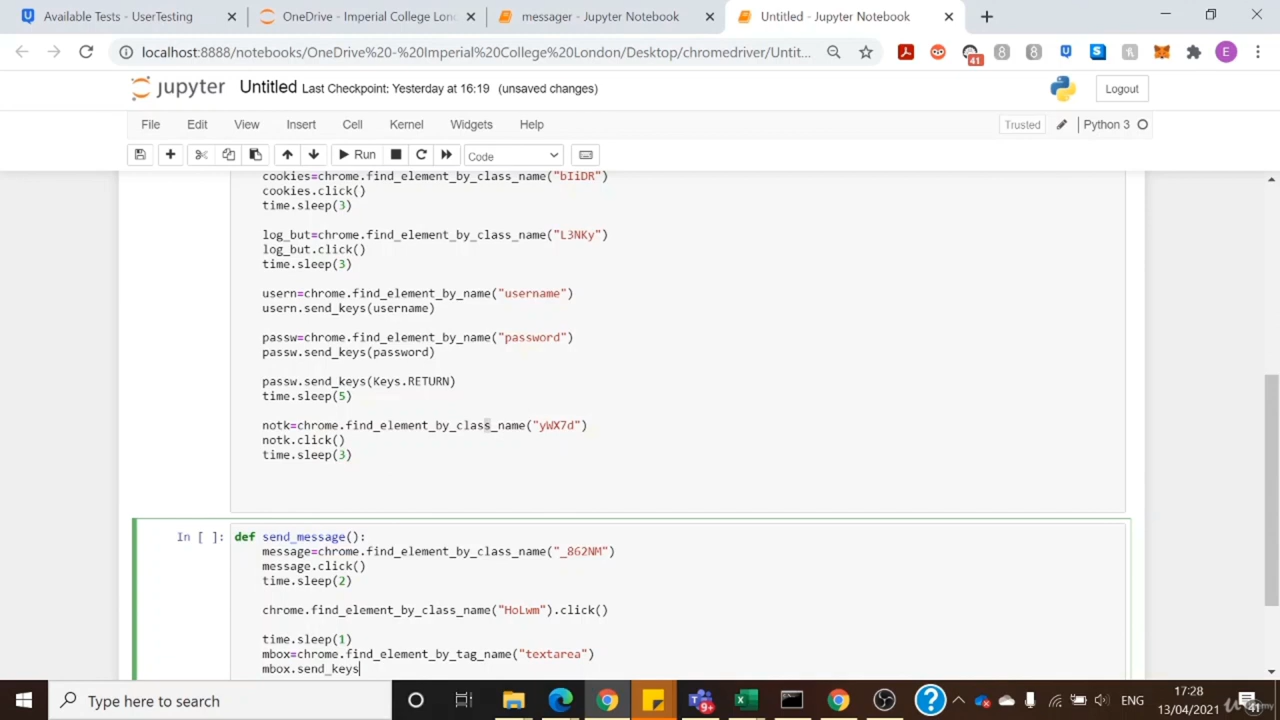 Available Tests - UserTesting
OneDrive - Imperial College Lon
messager - Jupyter Notebook
Untitled - Jupyter Notebook
localhost:8888/notebooks/OneDrive%20-%20Imperial%20College%20London/Desktop/chromedriver/Untit...
41
E
jupyter Untitled Last Checkpoint: Yesterday at 16:19 (unsaved changes)
Logout
File Edit View Insert Cell Kernel Widgets Help
Trusted Python 3
Run Code
cookies=chrome.find_element_by_class_name("bIiDR")
cookies.click()
time.sleep(3)
log_but=chrome.find_element_by_class_name("L3NKy")
log_but.click()
time.sleep(3)
usern=chrome.find_element_by_name("username")
usern.send_keys(username)
passw=chrome.find_element_by_name("password")
passw.send_keys(password)
passw.send_keys(Keys.RETURN)
time.sleep(5)
notk=chrome.find_element_by_class_name("yWX7d")
notk.click()
time.sleep(3)
In [ ]: def send_message():
message=chrome.find_element_by_class_name("_862NM")
message.click()
time.sleep(2)
chrome.find_element_by_class_name("HoLwm").click()
time.sleep(1)
mbox=chrome.find_element_by_tag_name("textarea")
mbox.send_keys
Type here to search
9+
ENG
17:28
13/04/2021
41